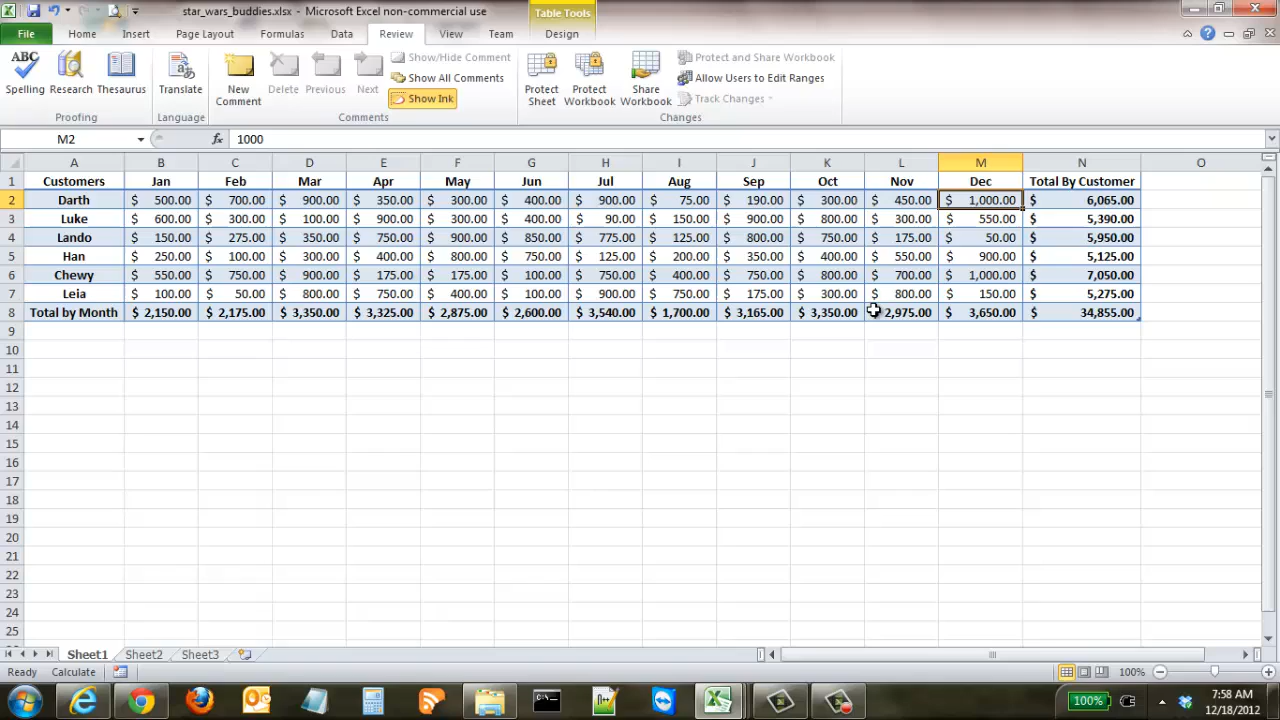 star_wars_buddies.xlsx - Microsoft Excel non-commercial use
Table Tools
File Home Insert Page Layout Formulas Data Review View Team Design
ABC
Spelling Research Thesaurus
Translate
New Comment
Delete Previous Next
Show/Hide Comment
Show All Comments
Show Ink
Protect Sheet
Protect Workbook
Share Workbook
Protect and Share Workbook
Allow Users to Edit Ranges
Track Changes
Proofing Language Comments Changes
M2 fx 1000
A B C D E F G H I J K L M N O
1 Customers Jan Feb Mar Apr May Jun Jul Aug Sep Oct Nov Dec Total By Customer
2 Darth $ 500.00 $ 700.00 $ 900.00 $ 350.00 $ 300.00 $ 400.00 $ 900.00 $ 75.00 $ 190.00 $ 300.00 $ 450.00 $ 1,000.00 $ 6,065.00
3 Luke $ 600.00 $ 300.00 $ 100.00 $ 900.00 $ 300.00 $ 400.00 $ 90.00 $ 150.00 $ 900.00 $ 800.00 $ 300.00 $ 550.00 $ 5,390.00
4 Lando $ 150.00 $ 275.00 $ 350.00 $ 750.00 $ 900.00 $ 850.00 $ 775.00 $ 125.00 $ 800.00 $ 750.00 $ 175.00 $ 50.00 $ 5,950.00
5 Han $ 250.00 $ 100.00 $ 300.00 $ 400.00 $ 800.00 $ 750.00 $ 125.00 $ 200.00 $ 350.00 $ 400.00 $ 550.00 $ 900.00 $ 5,125.00
6 Chewy $ 550.00 $ 750.00 $ 900.00 $ 175.00 $ 175.00 $ 100.00 $ 750.00 $ 400.00 $ 750.00 $ 800.00 $ 700.00 $ 1,000.00 $ 7,050.00
7 Leia $ 100.00 $ 50.00 $ 800.00 $ 750.00 $ 400.00 $ 100.00 $ 900.00 $ 750.00 $ 175.00 $ 300.00 $ 800.00 $ 150.00 $ 5,275.00
8 Total by Month $ 2,150.00 $ 2,175.00 $ 3,350.00 $ 3,325.00 $ 2,875.00 $ 2,600.00 $ 3,540.00 $ 1,700.00 $ 3,165.00 $ 3,350.00 2,975.00 $ 3,650.00 $ 34,855.00
9
10
11
12
13
14
15
16
17
18
19
20
21
22
23
24
25
Sheet1 Sheet2 Sheet3
Ready Calculate 100%
100% 7:58 AM
12/18/2012